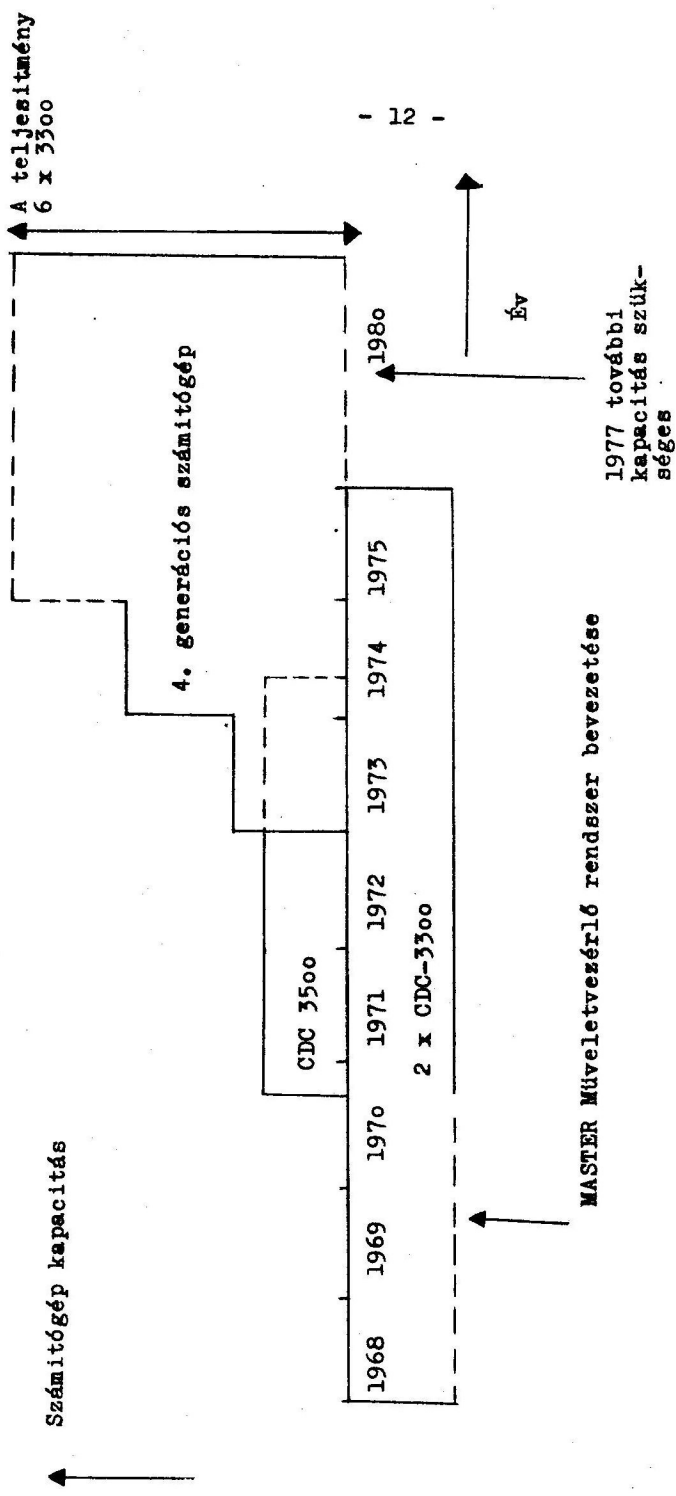 - 12 -
Számitógép kapacitás
A teljesitmény
6 x 33oo
4. generációs számitógép
CDC 35oo
1968
1969
197o
1971
1972
1973
1974
1975
198o
2 x CDC-33oo
Év
MASTER Müveletvezérlő rendszer bevezetése
1977 további
kapacitás szük-
séges